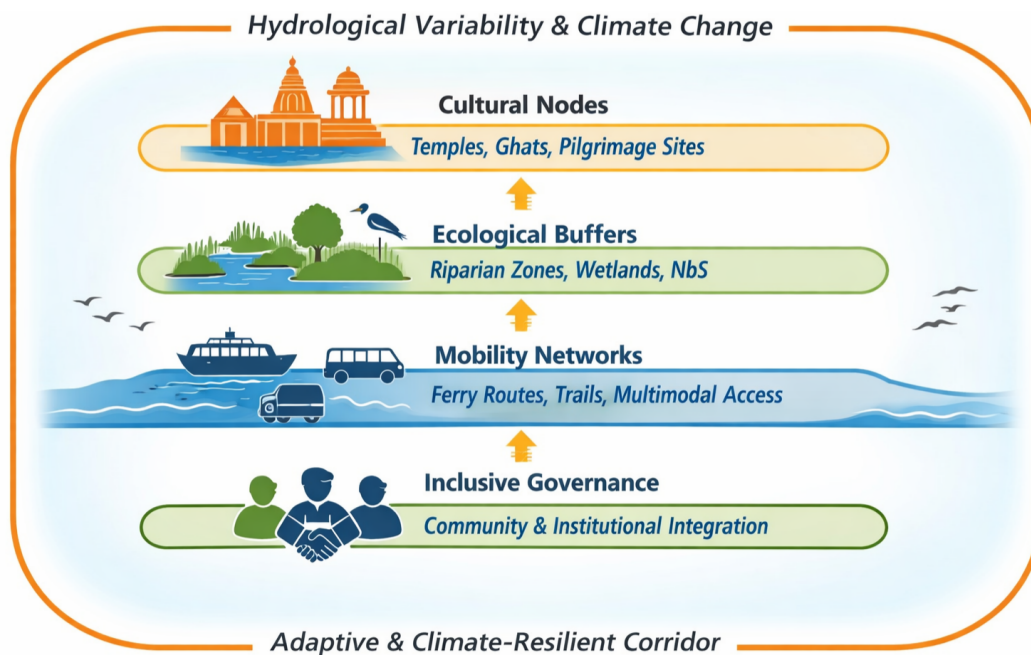 Hydrological Variability & Climate Change
Cultural Nodes
Temples, Ghats, Pilgrimage Sites
Ecological Buffers
Riparian Zones, Wetlands, NbS
Mobility Networks
Ferry Routes, Trails, Multimodal Access
Inclusive Governance
Community & Institutional Integration
Adaptive & Climate-Resilient Corridor